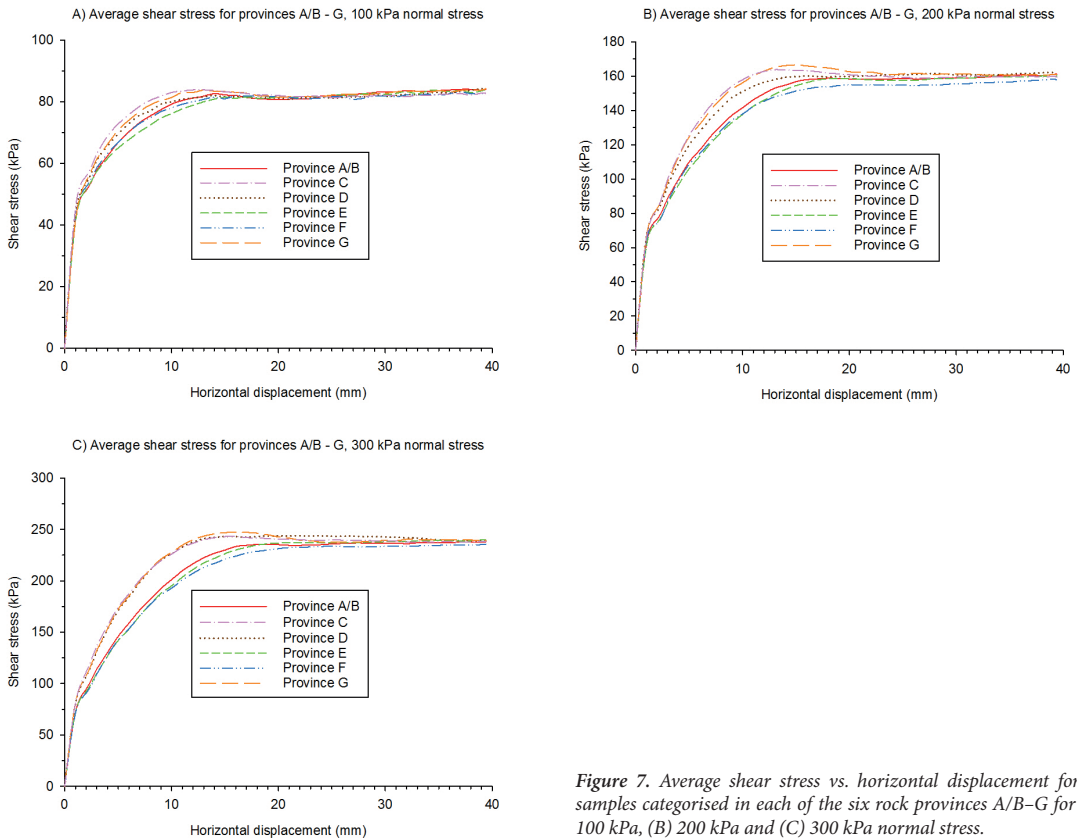 A) Average shear stress for provinces A/B - G, 100 kPa normal stress
100
80
60
40
20
0
Shear stress (kPa)
Province A/B
Province C
Province D
Province E
Province F
Province G
0 10 20 30 40
Horizontal displacement (mm)
B) Average shear stress for provinces A/B - G, 200 kPa normal stress
180
160
140
120
100
80
60
40
20
0
Shear stress (kPa)
Province A/B
Province C
Province D
Province E
Province F
Province G
0 10 20 30 40
Horizontal displacement (mm)
C) Average shear stress for provinces A/B - G, 300 kPa normal stress
300
250
200
150
100
50
0
Shear stress (kPa)
Province A/B
Province C
Province D
Province E
Province F
Province G
0 10 20 30 40
Horizontal displacement (mm)
Figure 7. Average shear stress vs. horizontal displacement for
samples categorised in each of the six rock provinces A/B–G for
100 kPa, (B) 200 kPa and (C) 300 kPa normal stress.